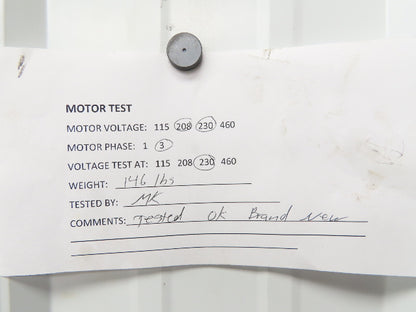 MOTOR TEST
MOTOR VOLTAGE: 115 208 230 460
MOTOR PHASE: 1 3
VOLTAGE TEST AT: 115 208 230 460
WEIGHT: 146 lbs
TESTED BY: MK
COMMENTS: Tested Ok Brand New